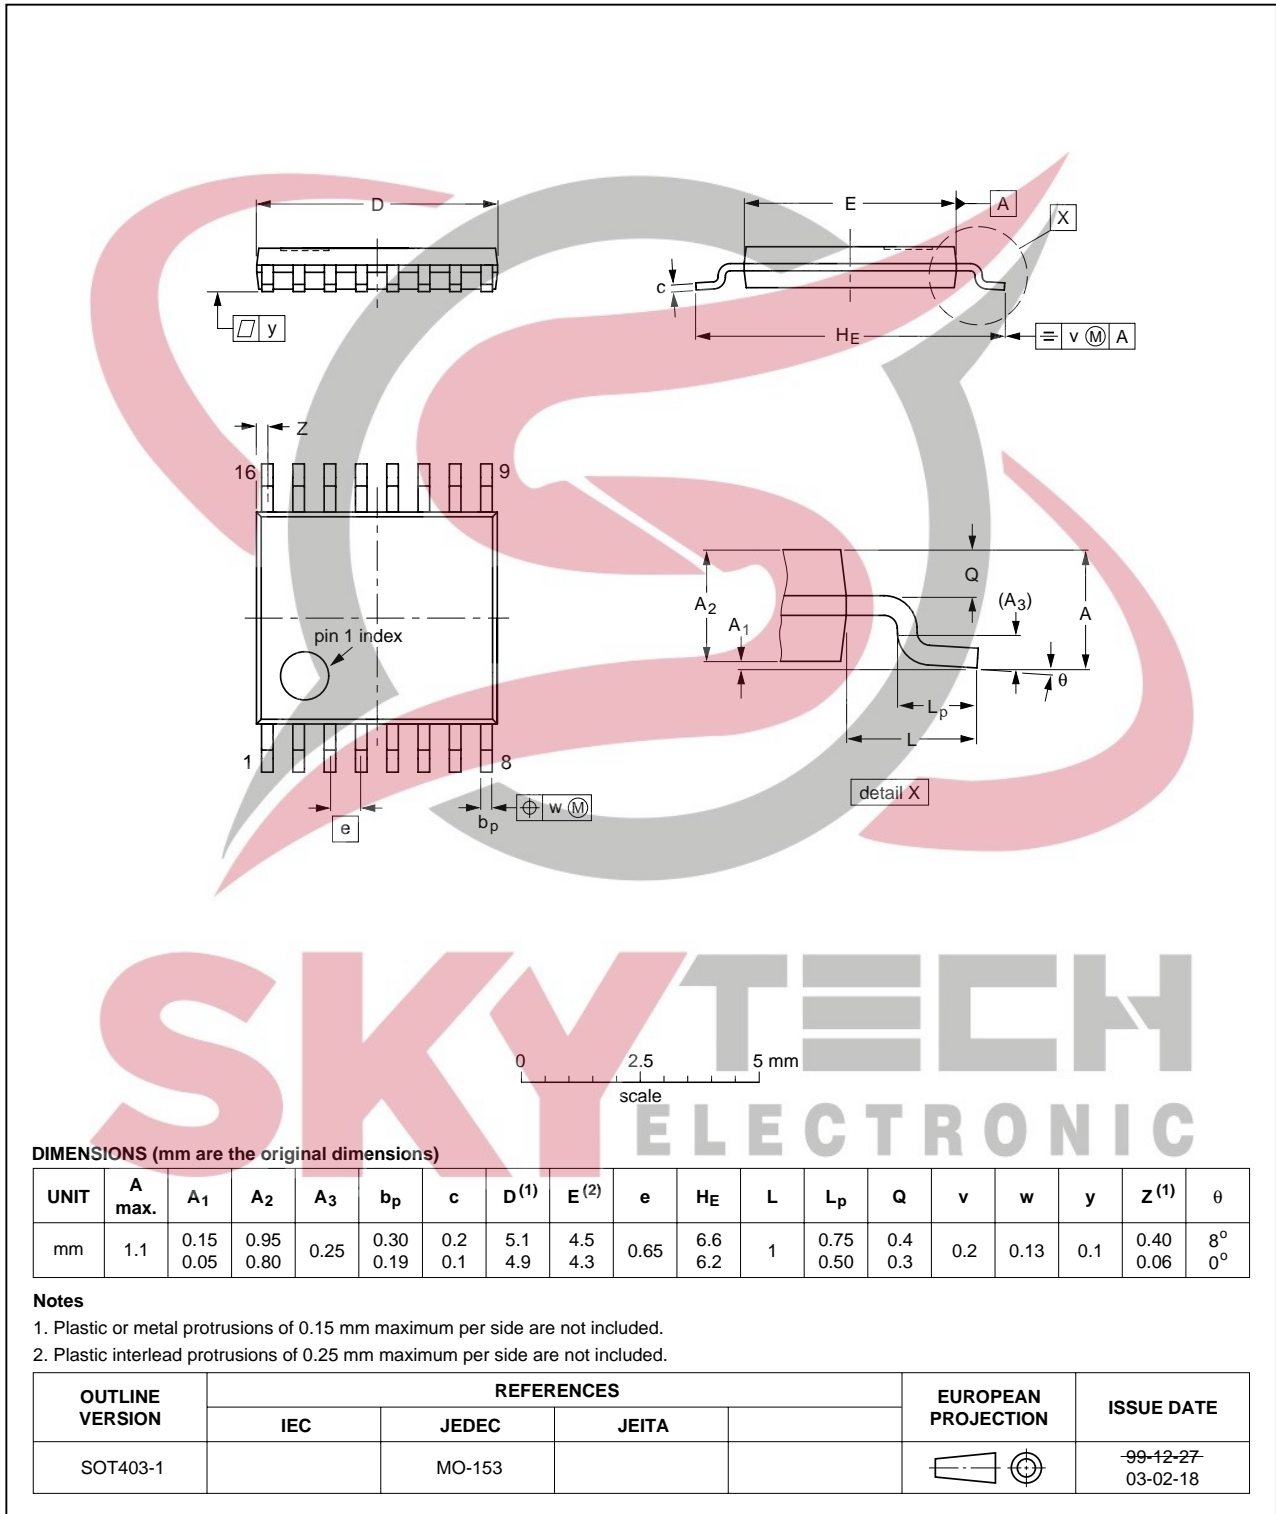 D
E
A
X
c
y
HE
v M A
Z
16
9
pin 1 index
1
8
e
bp
w M
Q
A2
A1
(A3)
A
θ
Lp
L
detail X
SKYTECH
ELECTRONIC
0 2.5 5 mm
scale
DIMENSIONS (mm are the original dimensions)
UNIT A max. A1 A2 A3 bp c D(1) E(2) e HE L Lp Q v w y Z(1) θ
mm 1.1 0.15 0.05 0.95 0.80 0.25 0.30 0.19 0.2 0.1 5.1 4.9 4.5 4.3 0.65 6.6 6.2 1 0.75 0.50 0.4 0.3 0.2 0.13 0.1 0.40 0.06 8° 0°
Notes
1. Plastic or metal protrusions of 0.15 mm maximum per side are not included.
2. Plastic interlead protrusions of 0.25 mm maximum per side are not included.
OUTLINE VERSION REFERENCES EUROPEAN PROJECTION ISSUE DATE
IEC JEDEC JEITA
SOT403-1 MO-153 99-12-27
03-02-18